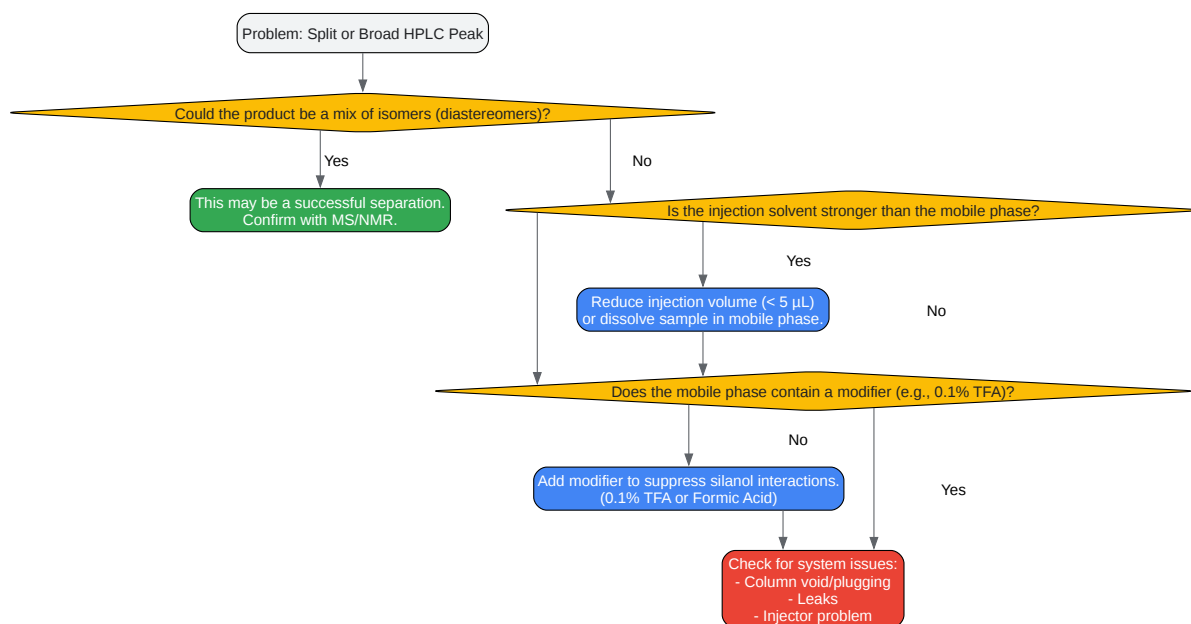 Problem: Split or Broad HPLC Peak
Could the product be a mix of isomers (diastereomers)?
Yes
No
This may be a successful separation.
Confirm with MS/NMR.
Is the injection solvent stronger than the mobile phase?
Yes
Reduce injection volume (< 5 µL)
or dissolve sample in mobile phase.
No
Does the mobile phase contain a modifier (e.g., 0.1% TFA)?
No
Add modifier to suppress silanol interactions.
(0.1% TFA or Formic Acid)
Yes
Check for system issues:
- Column void/plugging
- Leaks
- Injector problem